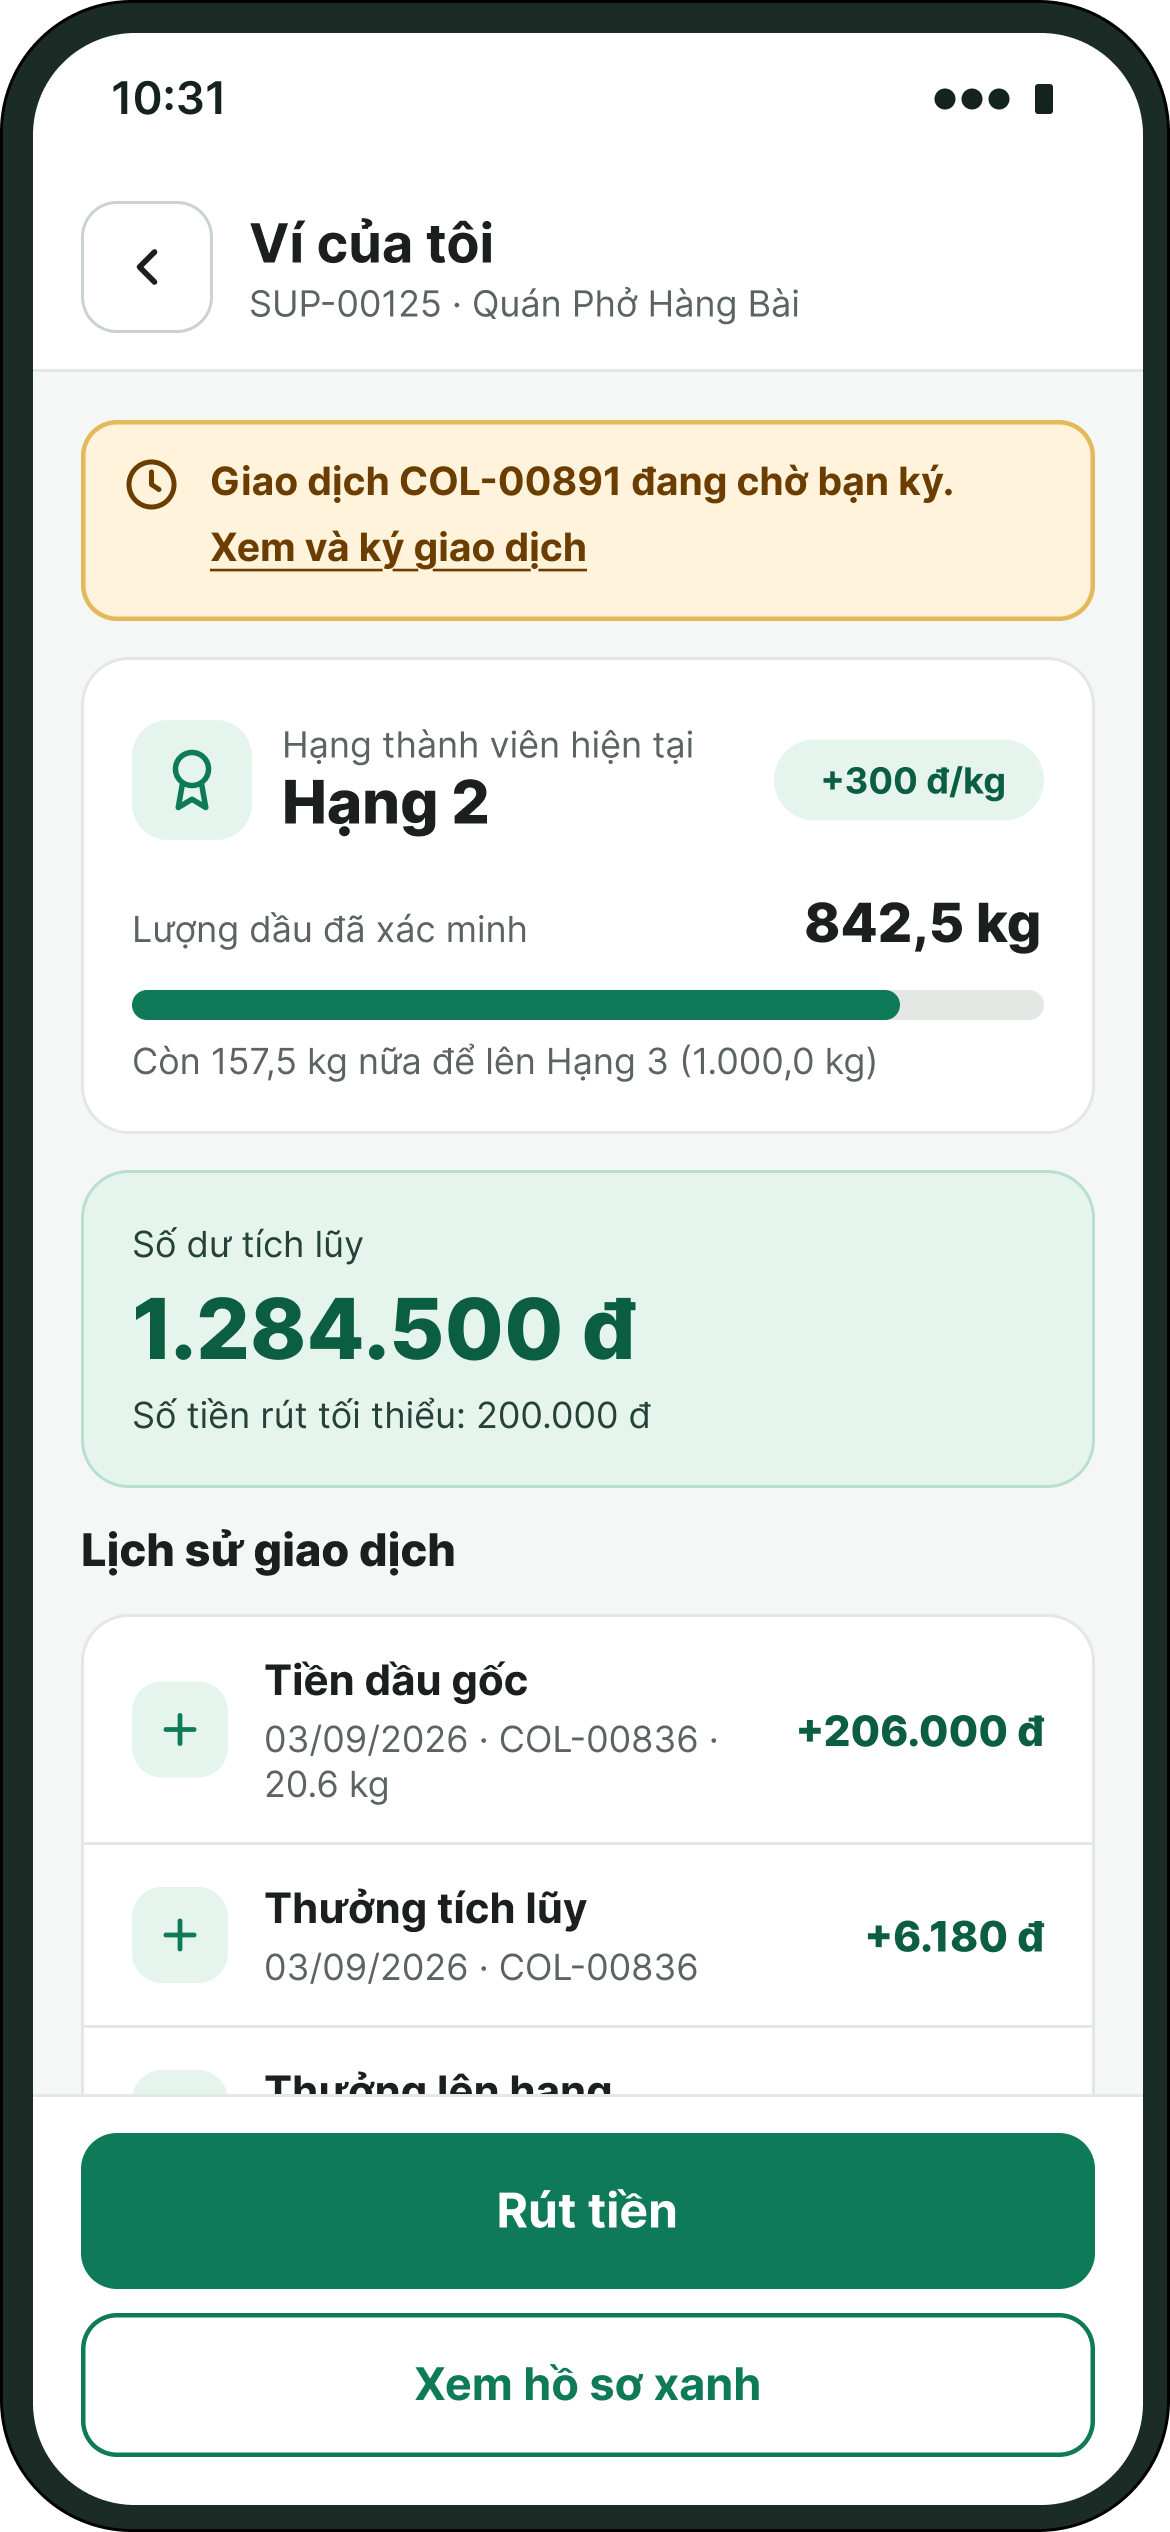 10:31
Ví của tôi
SUP-00125 · Quán Phở Hàng Bài
Giao dịch COL-00891 đang chờ bạn ký.
Xem và ký giao dịch
Hạng thành viên hiện tại
Hạng 2
+300 đ/kg
Lượng dầu đã xác minh
842,5 kg
Còn 157,5 kg nữa để lên Hạng 3 (1.000,0 kg)
Số dư tích lũy
1.284.500 đ
Số tiền rút tối thiểu: 200.000 đ
Lịch sử giao dịch
Tiền dầu gốc
03/09/2026 · COL-00836 ·
20.6 kg
+206.000 đ
Thưởng tích lũy
03/09/2026 · COL-00836
+6.180 đ
Thưởng lên hạng
Rút tiền
Xem hồ sơ xanh